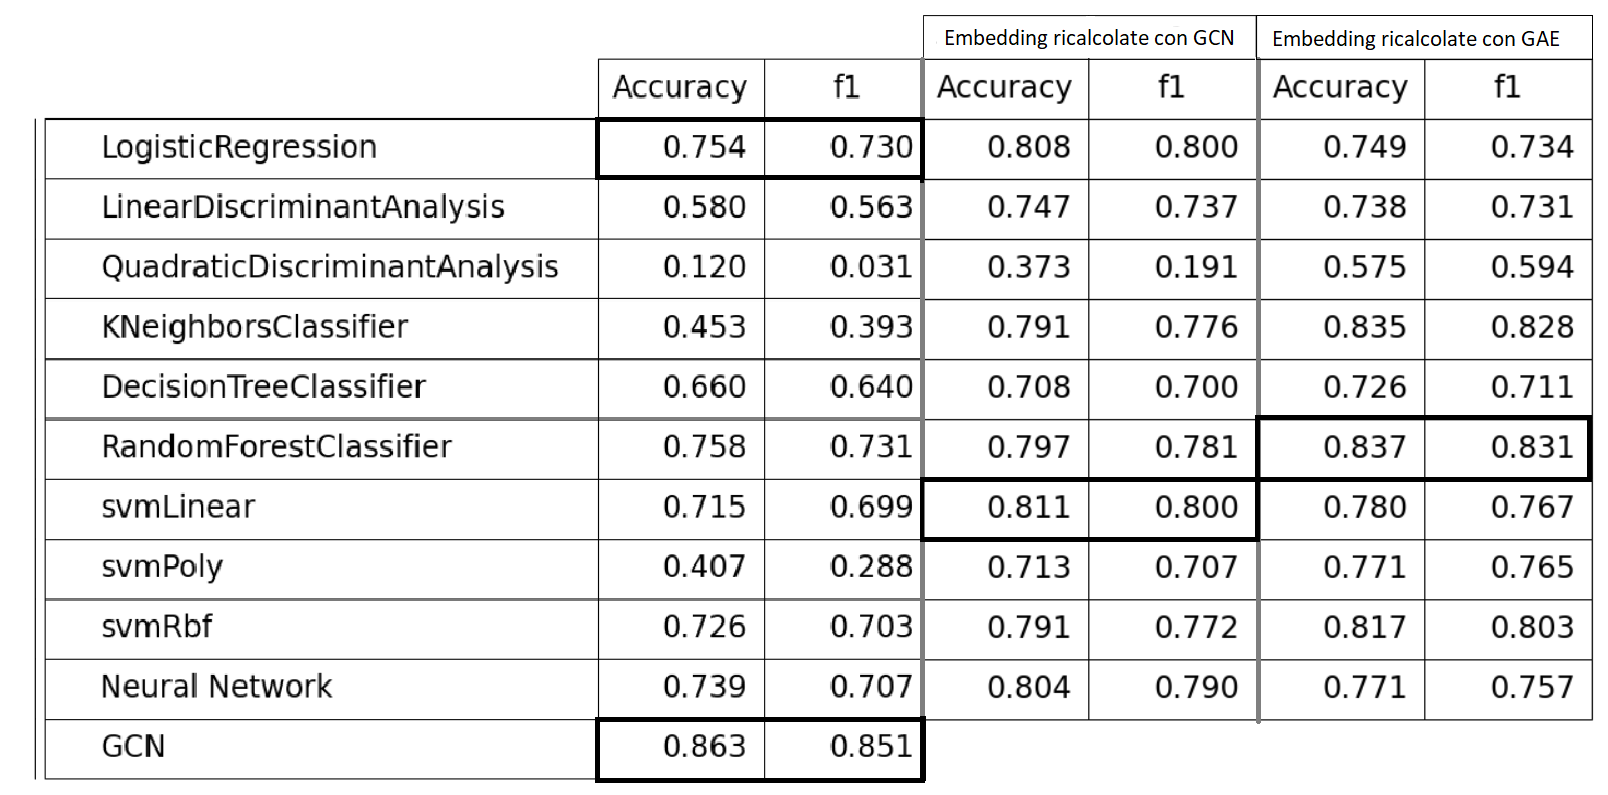 Embedding ricalcolate con GCN Embedding ricalcolate con GAE
Accuracy f1 Accuracy f1 Accuracy f1
LogisticRegression 0.754 0.730 0.808 0.800 0.749 0.734
LinearDiscriminantAnalysis 0.580 0.563 0.747 0.737 0.738 0.731
QuadraticDiscriminantAnalysis 0.120 0.031 0.373 0.191 0.575 0.594
KNeighborsClassifier 0.453 0.393 0.791 0.776 0.835 0.828
DecisionTreeClassifier 0.660 0.640 0.708 0.700 0.726 0.711
RandomForestClassifier 0.758 0.731 0.797 0.781 0.837 0.831
svmLinear 0.715 0.699 0.811 0.800 0.780 0.767
svmPoly 0.407 0.288 0.713 0.707 0.771 0.765
svmRbf 0.726 0.703 0.791 0.772 0.817 0.803
Neural Network 0.739 0.707 0.804 0.790 0.771 0.757
GCN 0.863 0.851